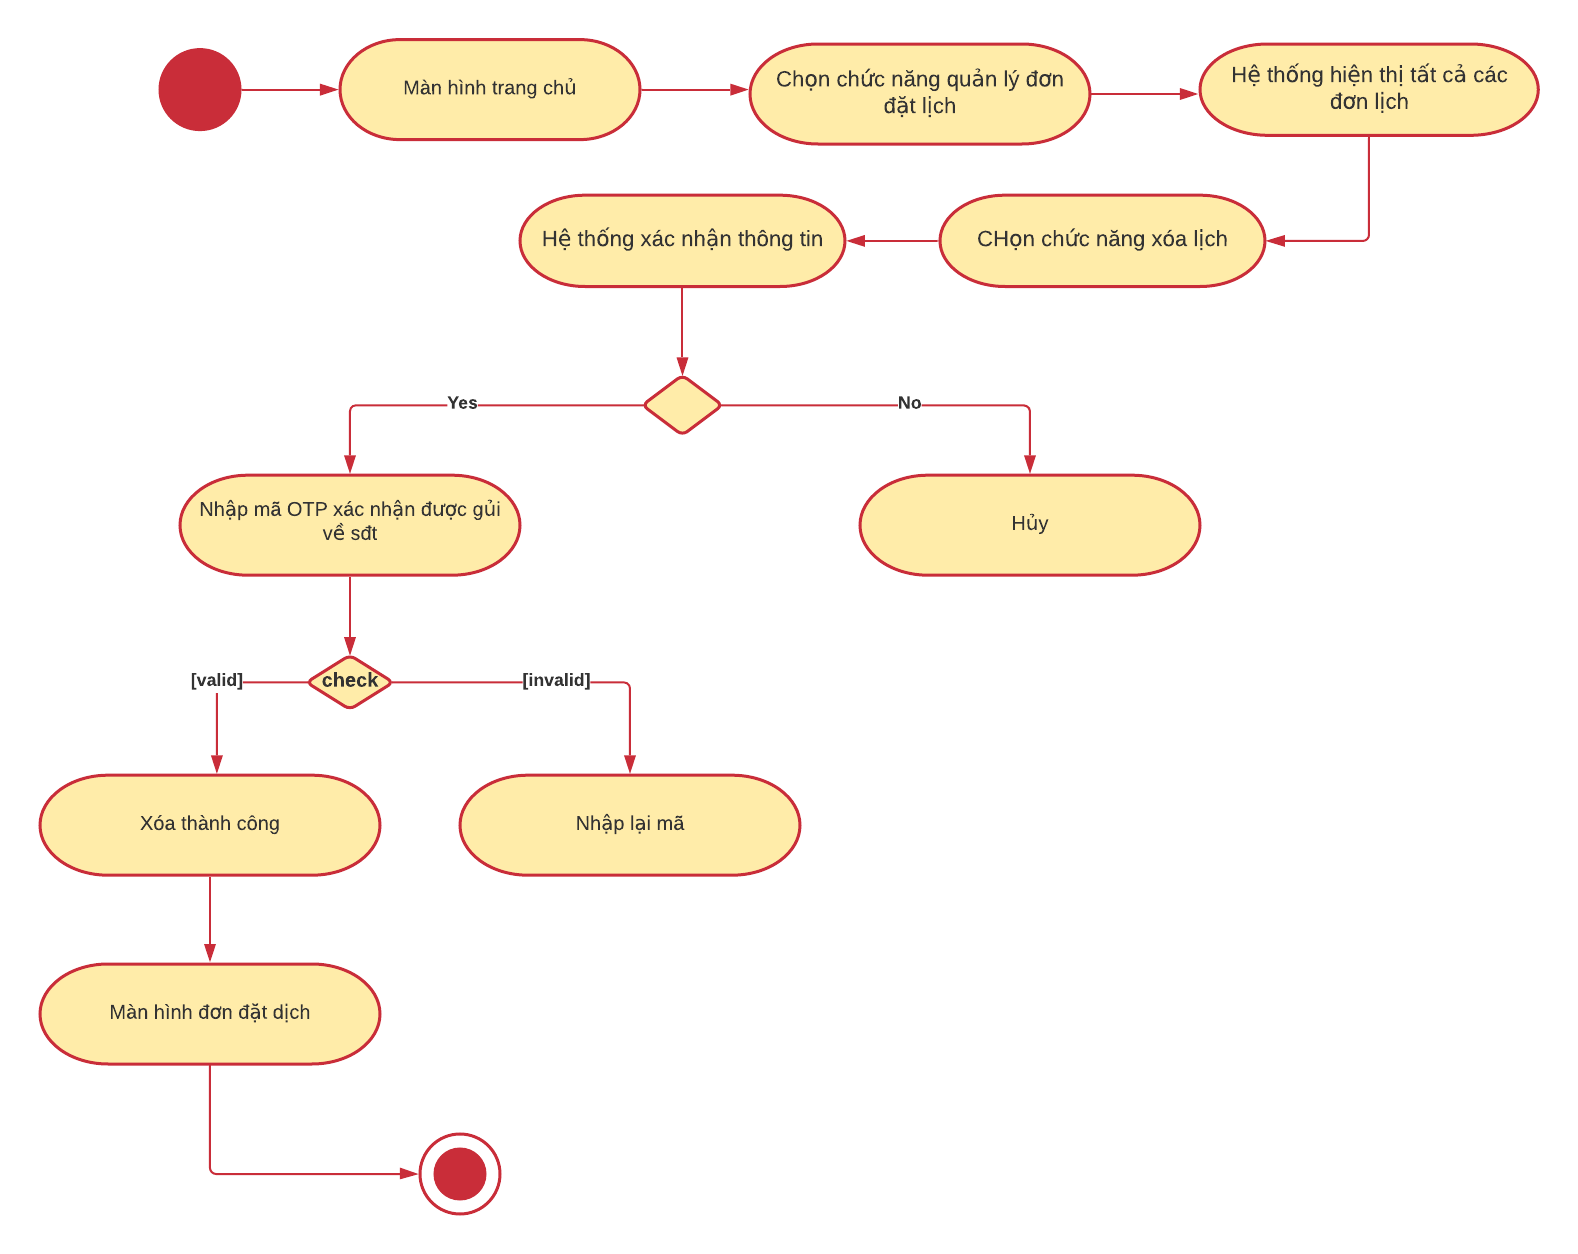 Màn hình trang chủ
Chọn chức năng quản lý đơn
đặt lịch
Hệ thống hiện thị tất cả các
đơn lịch
Hệ thống xác nhận thông tin
CHọn chức năng xóa lịch
Yes
No
Nhập mã OTP xác nhận được gủi
về sđt
Hủy
[valid]
check
[invalid]
Xóa thành công
Nhập lại mã
Màn hình đơn đặt dịch